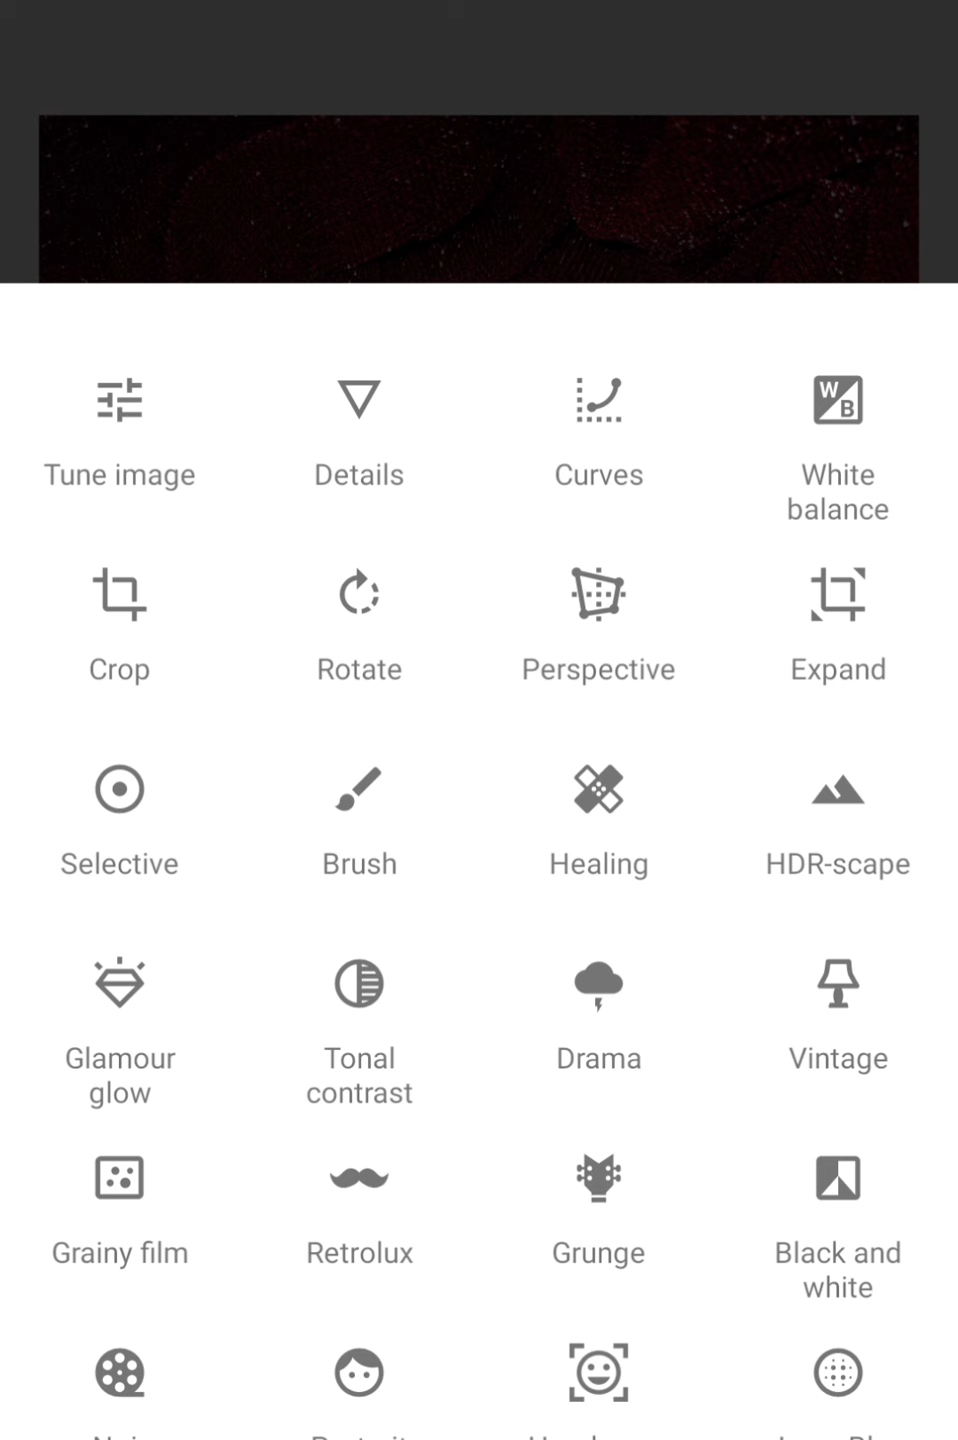 Tune image
Details
Curves
W
B
White
balance
Crop
Rotate
Perspective
Expand
Selective
Brush
Healing
HDR-scape
Glamour
glow
Tonal
contrast
Drama
Vintage
Grainy film
Retrolux
Grunge
Black and
white